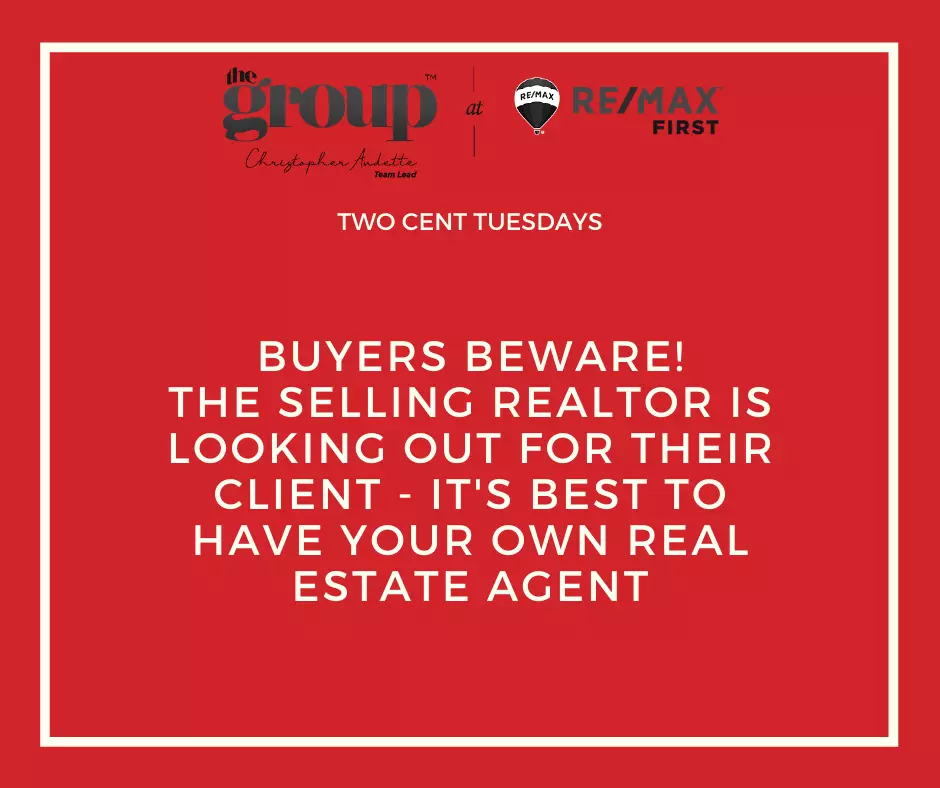 the
group™
at
RE/MAX
RE/MAX
FIRST
Christopher Audette
Team Lead
TWO CENT TUESDAYS
BUYERS BEWARE!
THE SELLING REALTOR IS
LOOKING OUT FOR THEIR
CLIENT - IT'S BEST TO
HAVE YOUR OWN REAL
ESTATE AGENT